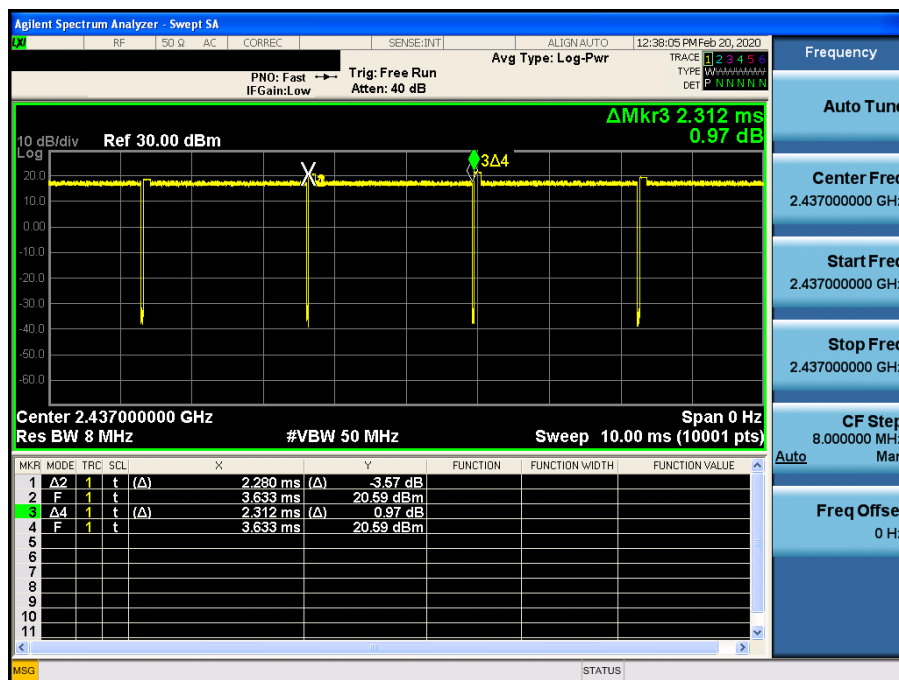 Agilent Spectrum Analyzer - Swept SA
LXI RF 50 Ω AC CORREC SENSE:INT ALIGN AUTO 12:38:05 PM Feb 20, 2020
Frequency
Avg Type: Log-Pwr
TRACE 1 2 3 4 5 6
PNO: Fast Trig: Free Run
TYPE W
IFGain:Low Atten: 40 dB
DET P N N N N N
Auto Tune
ΔMkr3 2.312 ms
0.97 dB
10 dB/div Ref 30.00 dBm
Log
3Δ4
20.0
10.0
0.00
-10.0
-20.0
-30.0
-40.0
-50.0
-60.0
Center Freq
2.437000000 GHz
Start Freq
2.437000000 GHz
Stop Freq
2.437000000 GHz
Center 2.437000000 GHz Span 0 Hz
Res BW 8 MHz #VBW 50 MHz Sweep 10.00 ms (10001 pts)
CF Step
8.000000 MHz
Auto Man
MKR MODE TRC SCL X Y FUNCTION FUNCTION WIDTH FUNCTION VALUE
1 Δ2 1 t (Δ) 2.280 ms (Δ) -3.57 dB
2 F 1 t 3.633 ms 20.59 dBm
3 Δ4 1 t (Δ) 2.312 ms (Δ) 0.97 dB
4 F 1 t 3.633 ms 20.59 dBm
5
6
7
8
9
10
11
Freq Offset
0 Hz
MSG STATUS